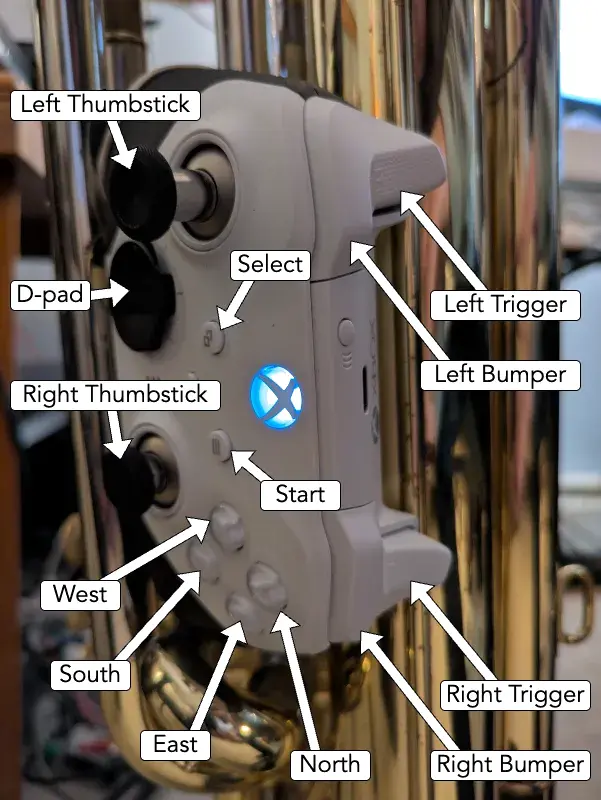 Left Thumbstick
Select
D-pad
Left Trigger
Left Bumper
Right Thumbstick
Start
West
South
Right Trigger
East
North
Right Bumper